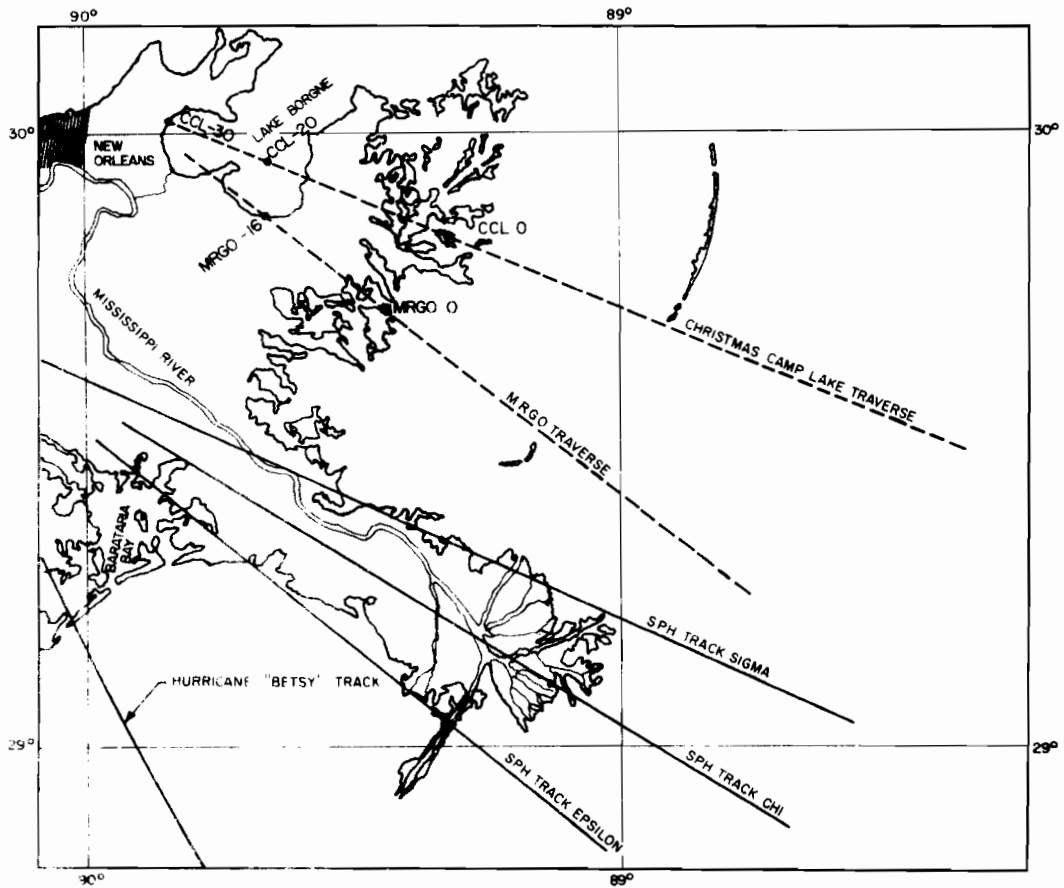 90°
89°
30°
30°
NEW
ORLEANS
CCL-30
LAKE BORGNE
CCL-20
MRGO-16
CCL 0
MRGO 0
MISSISSIPPI RIVER
CHRISTMAS CAMP LAKE TRAVERSE
MRGO TRAVERSE
BARATARIA
BAY
SPH TRACK SIGMA
HURRICANE "BETSY" TRACK
29°
29°
SPH TRACK CHI
SPH TRACK EPSILON
90°
89°